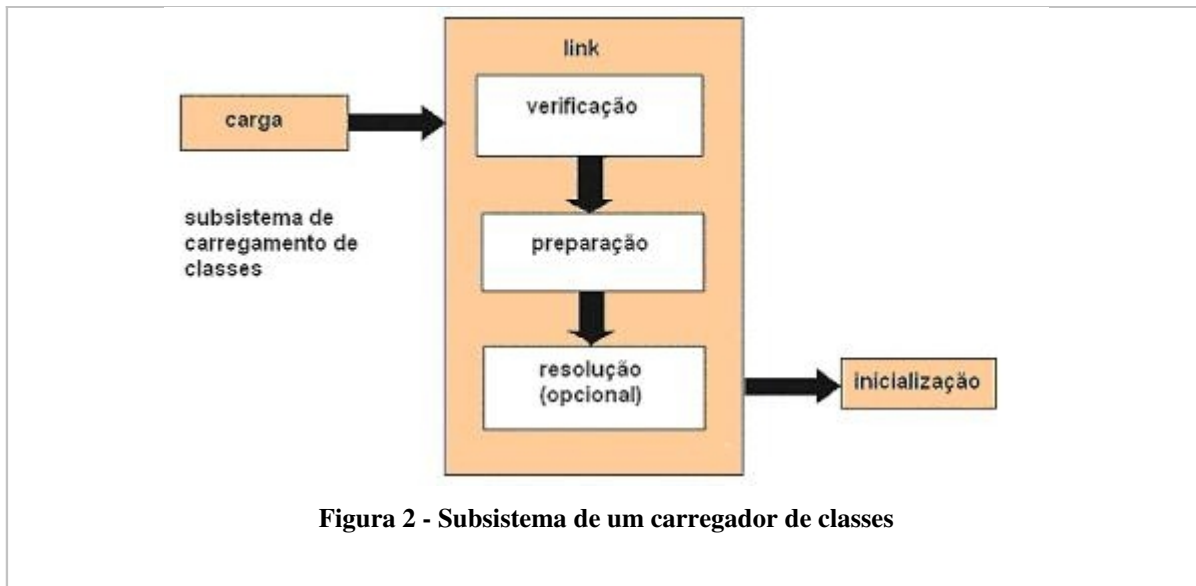 link
verificação
carga
subsistema de
carregamento de
classes
preparação
resolução
(opcional)
inicialização
Figura 2 - Subsistema de um carregador de classes